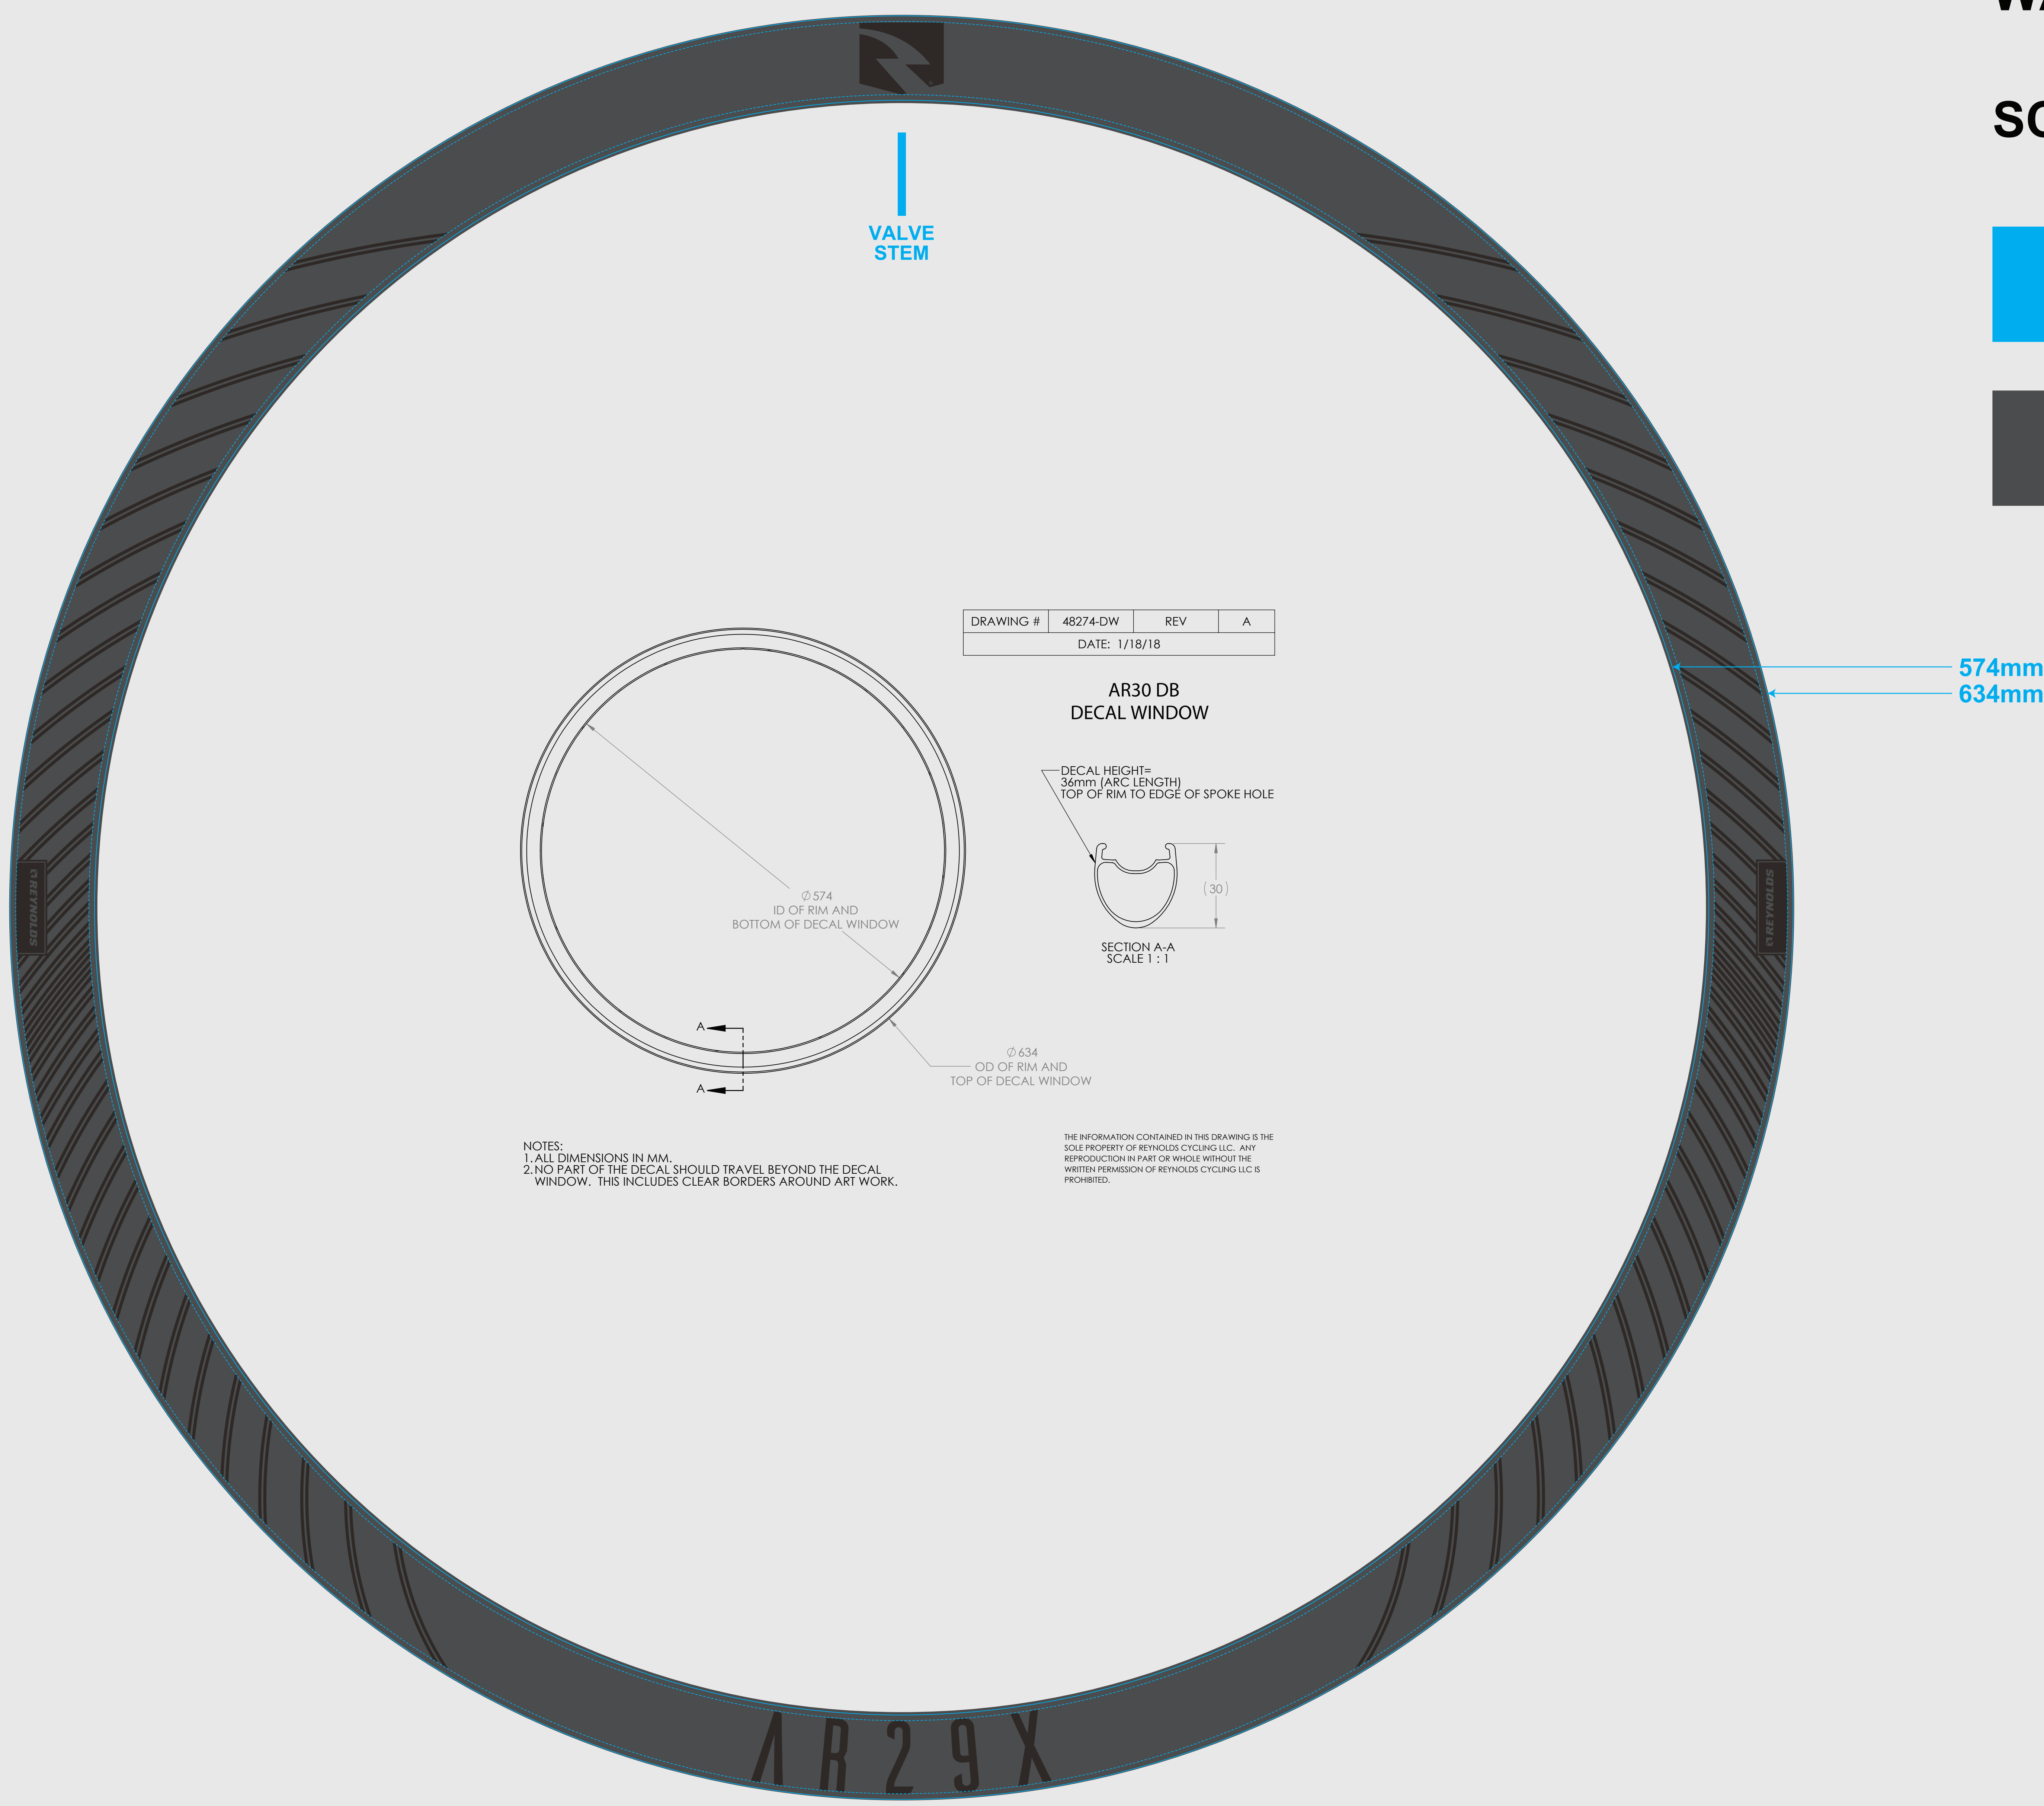 SC
VALVE
STEM
DRAWING # 48274-DW REV A
DATE: 1/18/18
574mm
634mm
AR30 DB
DECAL WINDOW
DECAL HEIGHT=
36mm (ARC LENGTH)
TOP OF RIM TO EDGE OF SPOKE HOLE
(30)
SECTION A-A
SCALE 1 : 1
REYNOLDS
REYNOLDS
∅574
ID OF RIM AND
BOTTOM OF DECAL WINDOW
A
A
∅634
OD OF RIM AND
TOP OF DECAL WINDOW
NOTES:
1. ALL DIMENSIONS IN MM.
2. NO PART OF THE DECAL SHOULD TRAVEL BEYOND THE DECAL
WINDOW. THIS INCLUDES CLEAR BORDERS AROUND ART WORK.
THE INFORMATION CONTAINED IN THIS DRAWING IS THE
SOLE PROPERTY OF REYNOLDS CYCLING LLC. ANY
REPRODUCTION IN PART OR WHOLE WITHOUT THE
WRITTEN PERMISSION OF REYNOLDS CYCLING LLC IS
PROHIBITED.
AR29X